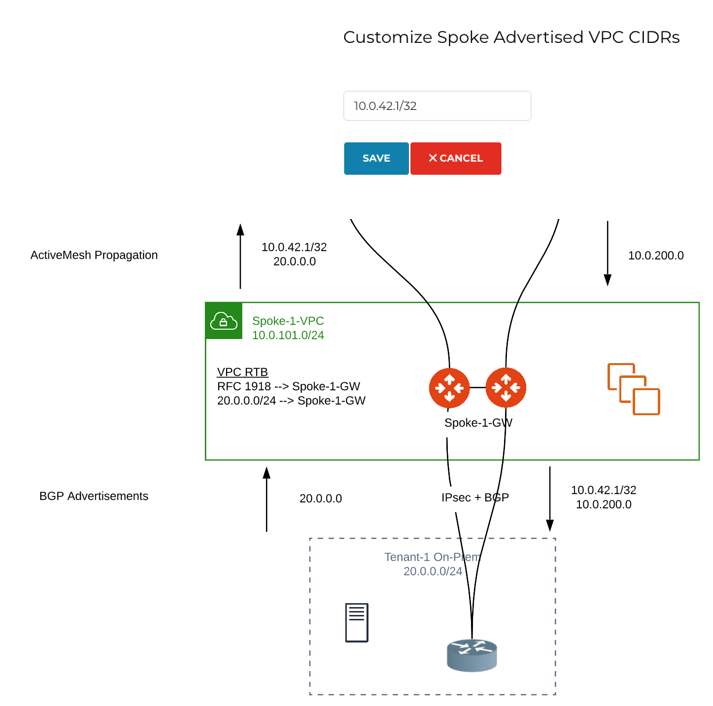 Customize Spoke Advertised VPC CIDRs
10.0.42.1/32
SAVE
✕ CANCEL
ActiveMesh Propagation
10.0.42.1/32
20.0.0.0
10.0.200.0
Spoke-1-VPC
10.0.101.0/24
VPC RTB
RFC 1918 --> Spoke-1-GW
20.0.0.0/24 --> Spoke-1-GW
Spoke-1-GW
BGP Advertisements
20.0.0.0
IPsec + BGP
10.0.42.1/32
10.0.200.0
Tenant-1 On-Prem
20.0.0.0/24